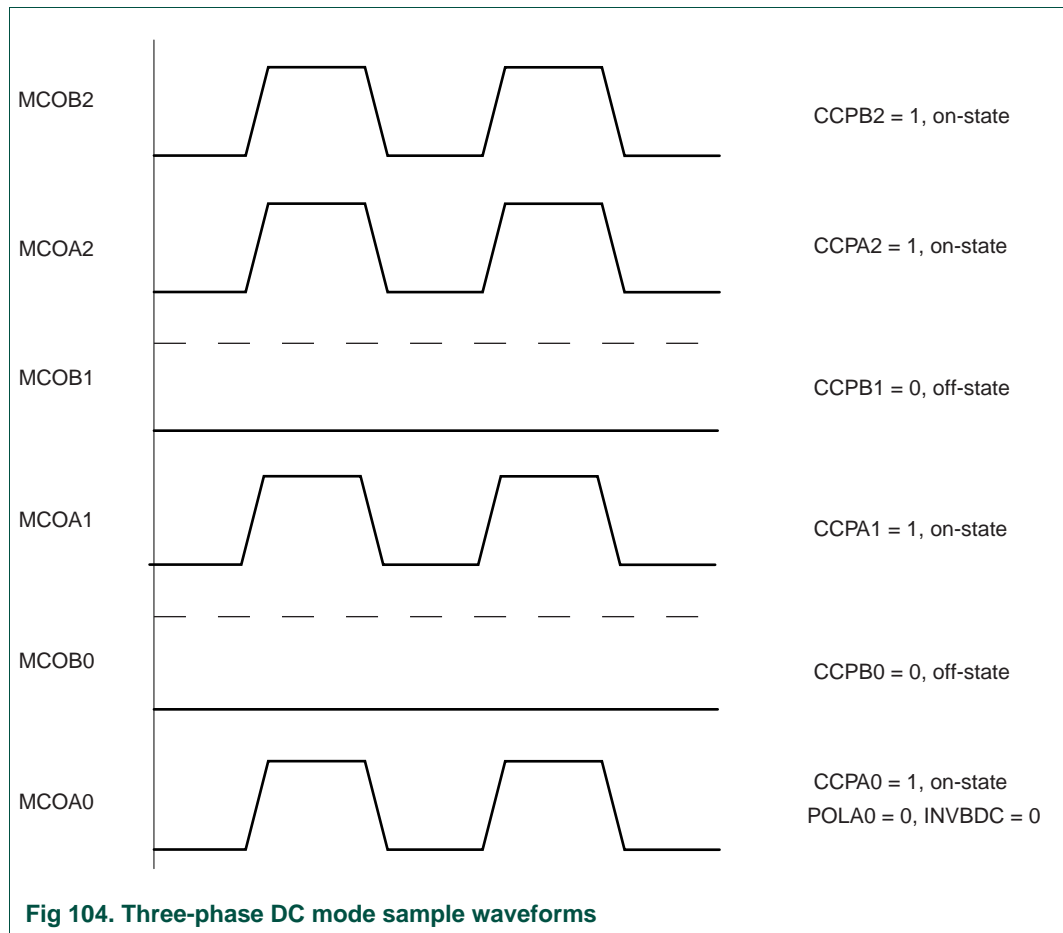 MCOB2
CCPB2 = 1, on-state
MCOA2
CCPA2 = 1, on-state
MCOB1
CCPB1 = 0, off-state
MCOA1
CCPA1 = 1, on-state
MCOB0
CCPB0 = 0, off-state
MCOA0
CCPA0 = 1, on-state
POLA0 = 0, INVBDC = 0
Fig 104. Three-phase DC mode sample waveforms